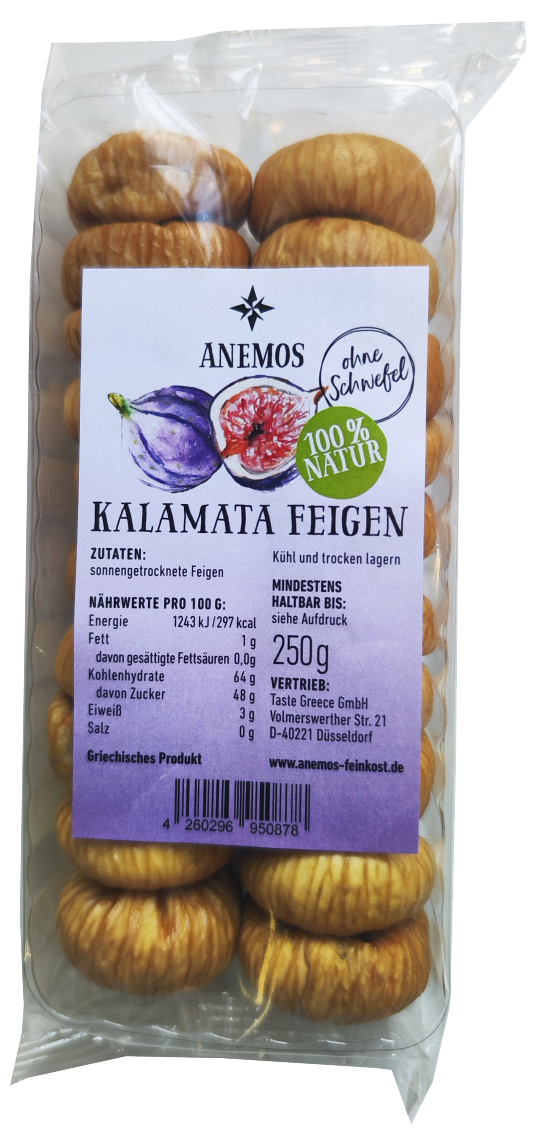 ANEMOS
ohne
Schwefel
100 %
NATUR
KALAMATA FEIGEN
ZUTATEN:
sonnengetrocknete Feigen
NÄHRWERTE PRO 100 G:
Energie 1243 kJ/297 kcal
Fett 1 g
davon gesättigte Fettsäuren 0,0g
Kohlenhydrate 64 g
davon Zucker 48 g
Eiweiß 3 g
Salz 0 g
Griechisches Produkt
Kühl und trocken lagern
MINDESTENS
HALTBAR BIS:
siehe Aufdruck
250g
VERTRIEB:
Taste Greece GmbH
Volmerswerther Str. 21
D-40221 Düsseldorf
www.anemos-feinkost.de
4 260296 950878